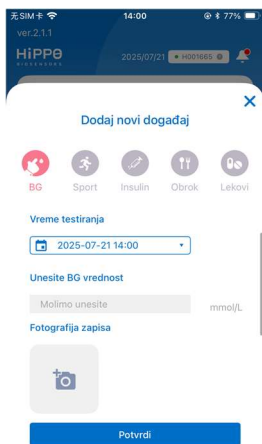 无SIM卡 14:00 77%
ver.2.1.1
HiPPO
BIOSENSORS
2025/07/21 H001665
×
Dodaj novi događaj
BG Sport Insulin Obrok Lekovi
Vreme testiranja
2025-07-21 14:00
Unesite BG vrednost
Molimo unesite mmol/L
Fotografija zapisa
Potvrdi